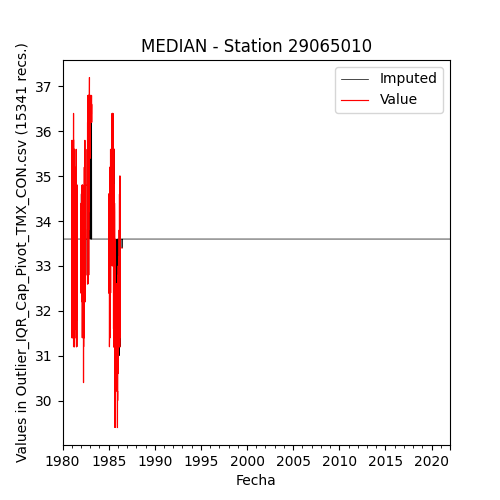 MEDIAN - Station 29065010
Imputed
Value
Values in Outlier_IQR_Cap_Pivot_TMX_CON.csv (15341 recs.)
37
36
35
34
33
32
31
30
1980 1985 1990 1995 2000 2005 2010 2015 2020
Fecha